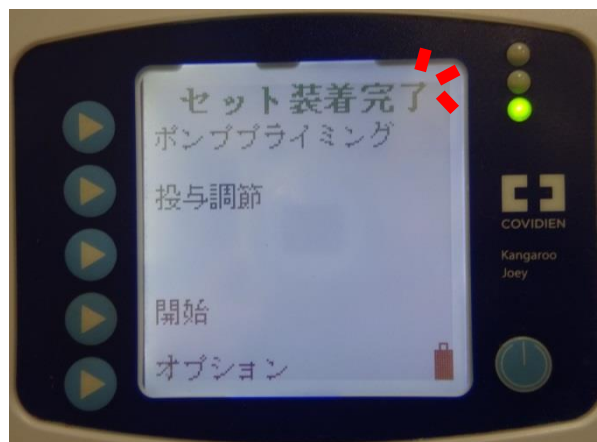 セット装着完了
ポンププライミング
投与調節
開始
オプション
COVIDIEN
Kangaroo
Joey